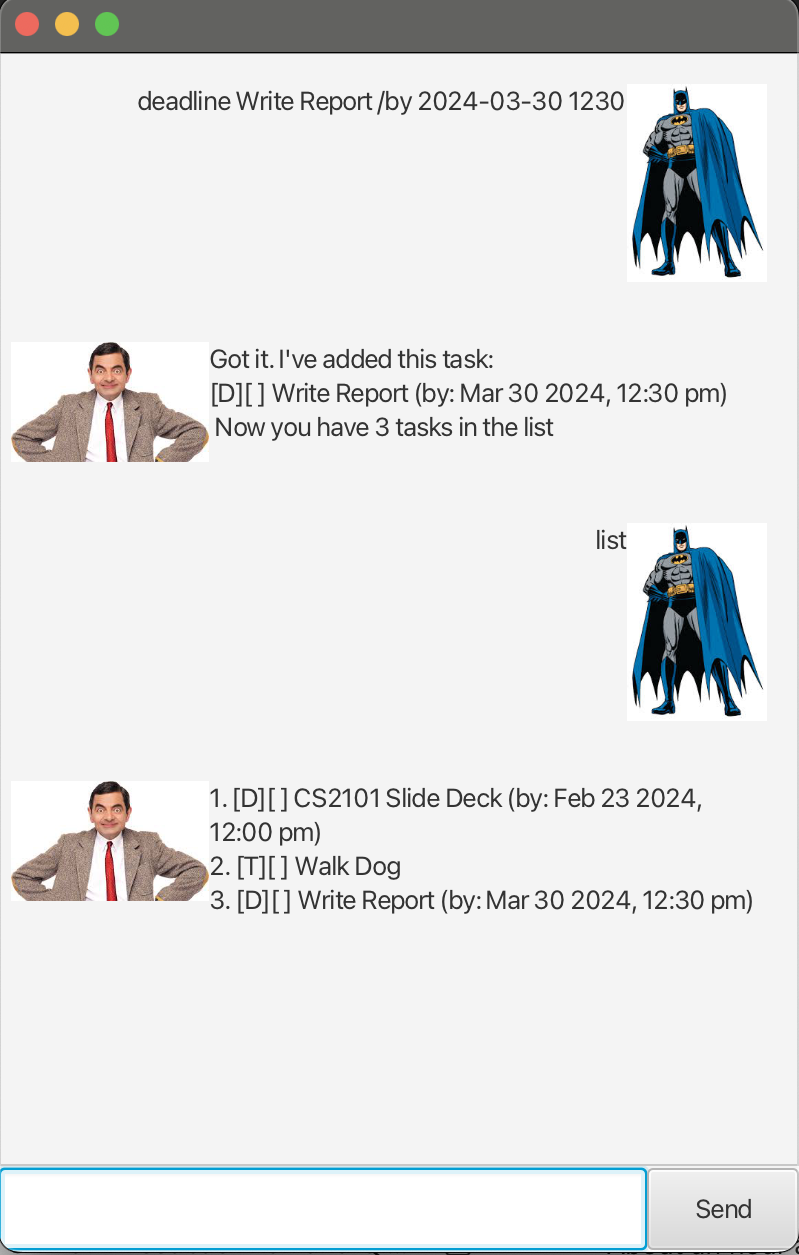 deadline Write Report /by 2024-03-30 1230
Got it. I've added this task:
[D][ ] Write Report (by: Mar 30 2024, 12:30 pm)
Now you have 3 tasks in the list
list
1. [D][ ] CS2101 Slide Deck (by: Feb 23 2024,
12:00 pm)
2. [T][ ] Walk Dog
3. [D][ ] Write Report (by: Mar 30 2024, 12:30 pm)
Send